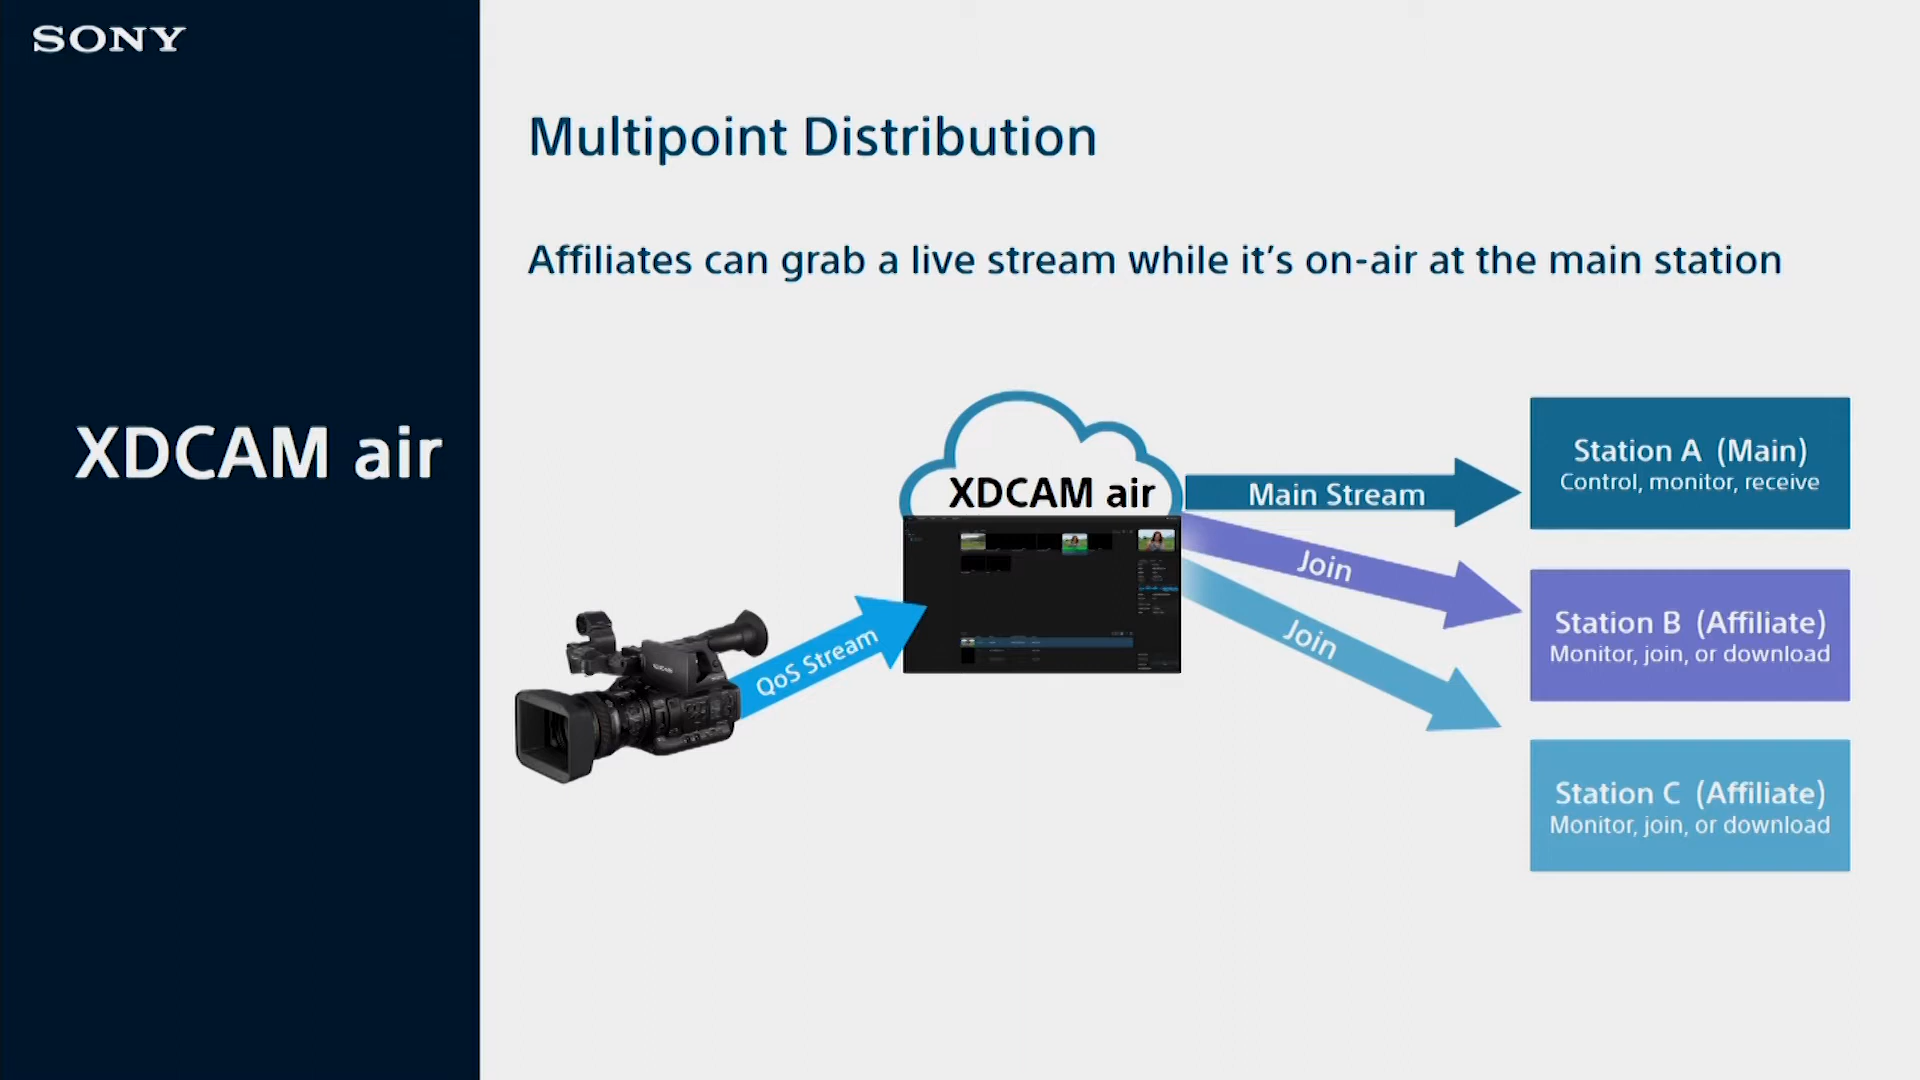 SONY
XDCAM air
Multipoint Distribution
Affiliates can grab a live stream while it's on-air at the main station
XDCAM air
QoS Stream
Main Stream
Join
Join
Station A (Main)
Control, monitor, receive
Station B (Affiliate)
Monitor, join, or download
Station C (Affiliate)
Monitor, join, or download